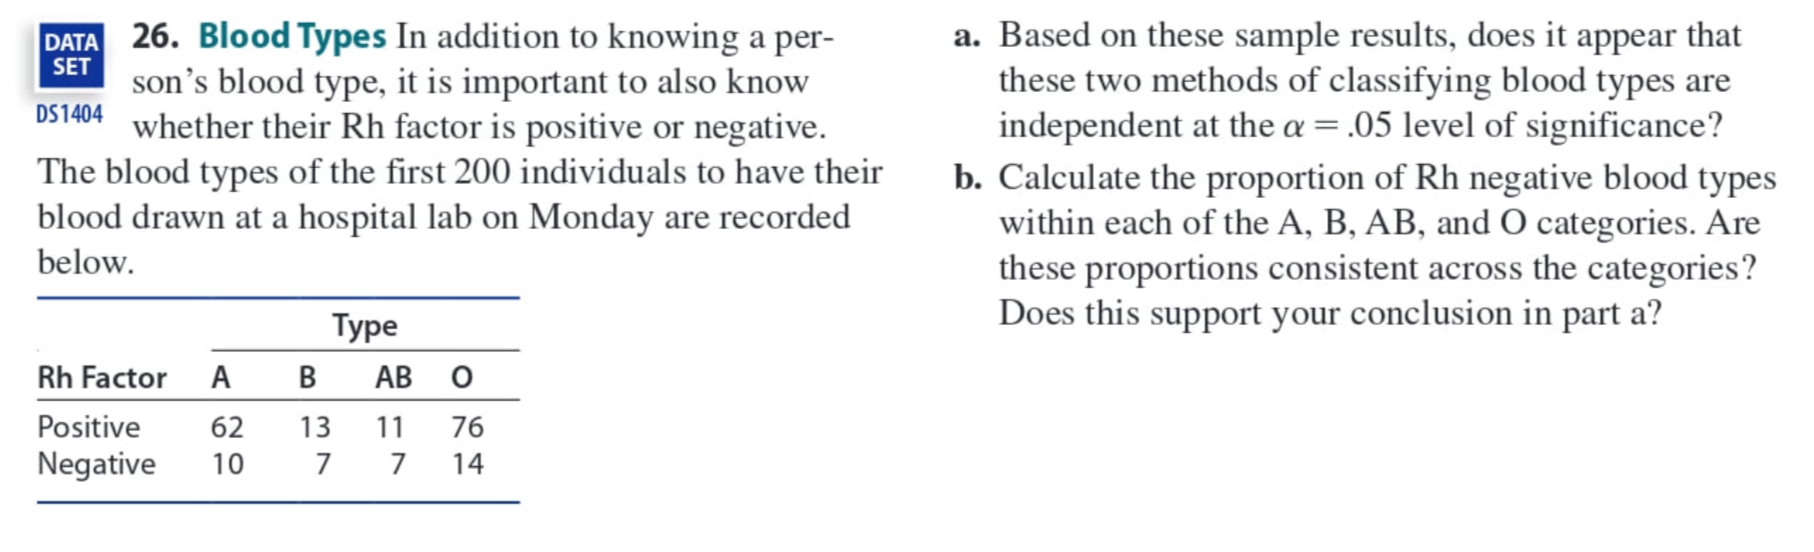 DATA
SET
DS1404
26. Blood Types In addition to knowing a per-
son's blood type, it is important to also know
whether their Rh factor is positive or negative.
The blood types of the first 200 individuals to have their
blood drawn at a hospital lab on Monday are recorded
below.
Type
Rh Factor A B AB O
Positive 62 13 11 76
Negative 10 7 7 14
a. Based on these sample results, does it appear that
these two methods of classifying blood types are
independent at the α = .05 level of significance?
b. Calculate the proportion of Rh negative blood types
within each of the A, B, AB, and O categories. Are
these proportions consistent across the categories?
Does this support your conclusion in part a?